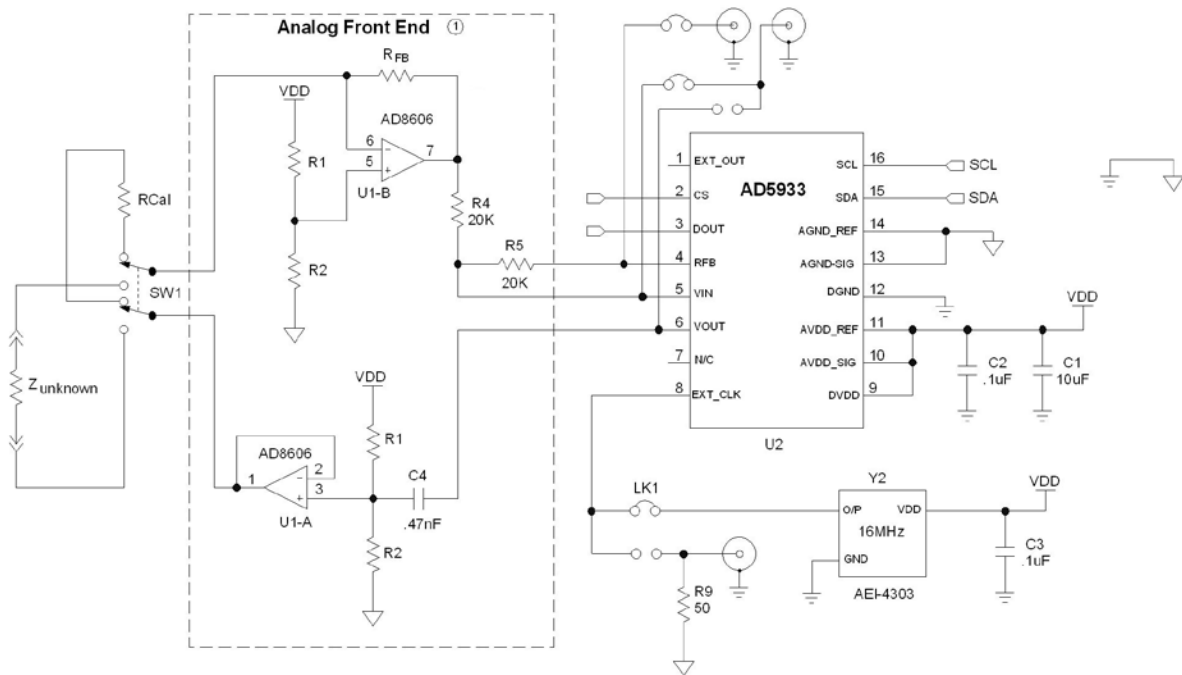 Analog Front End ①
RFB
VDD
AD8606
6
5
7
R1
U1-B
R4
20K
R2
R5
20K
RCal
SW1
Zunknown
VDD
R1
AD8606
1
2
3
U1-A
C4
.47nF
R2
AD5933
1 EXT_OUT
2 CS
3 DOUT
4 RFB
5 VIN
6 VOUT
7 N/C
8 EXT_CLK
SCL 16 SCL
SDA 15 SDA
AGND_REF 14
AGND-SIG 13
DGND 12
AVDD_REF 11
AVDD_SIG 10
DVDD 9
U2
VDD
C2
.1uF
C1
10uF
LK1
R9
50
Y2
O/P VDD
16MHz
GND
AEI-4303
VDD
C3
.1uF